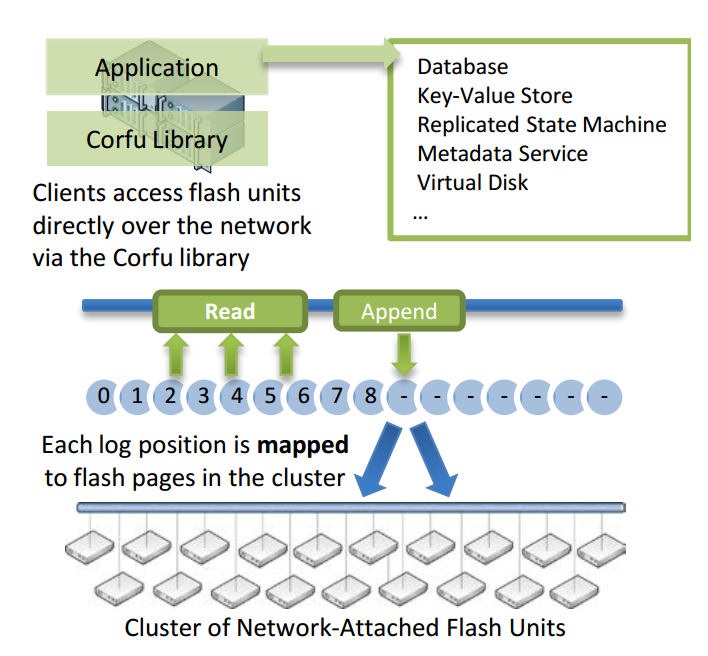 Application
Corfu Library
Database
Key-Value Store
Replicated State Machine
Metadata Service
Virtual Disk
…
Clients access flash units
directly over the network
via the Corfu library
Read
Append
0 1 2 3 4 5 6 7 8 - - - - - - -
Each log position is mapped
to flash pages in the cluster
Cluster of Network-Attached Flash Units